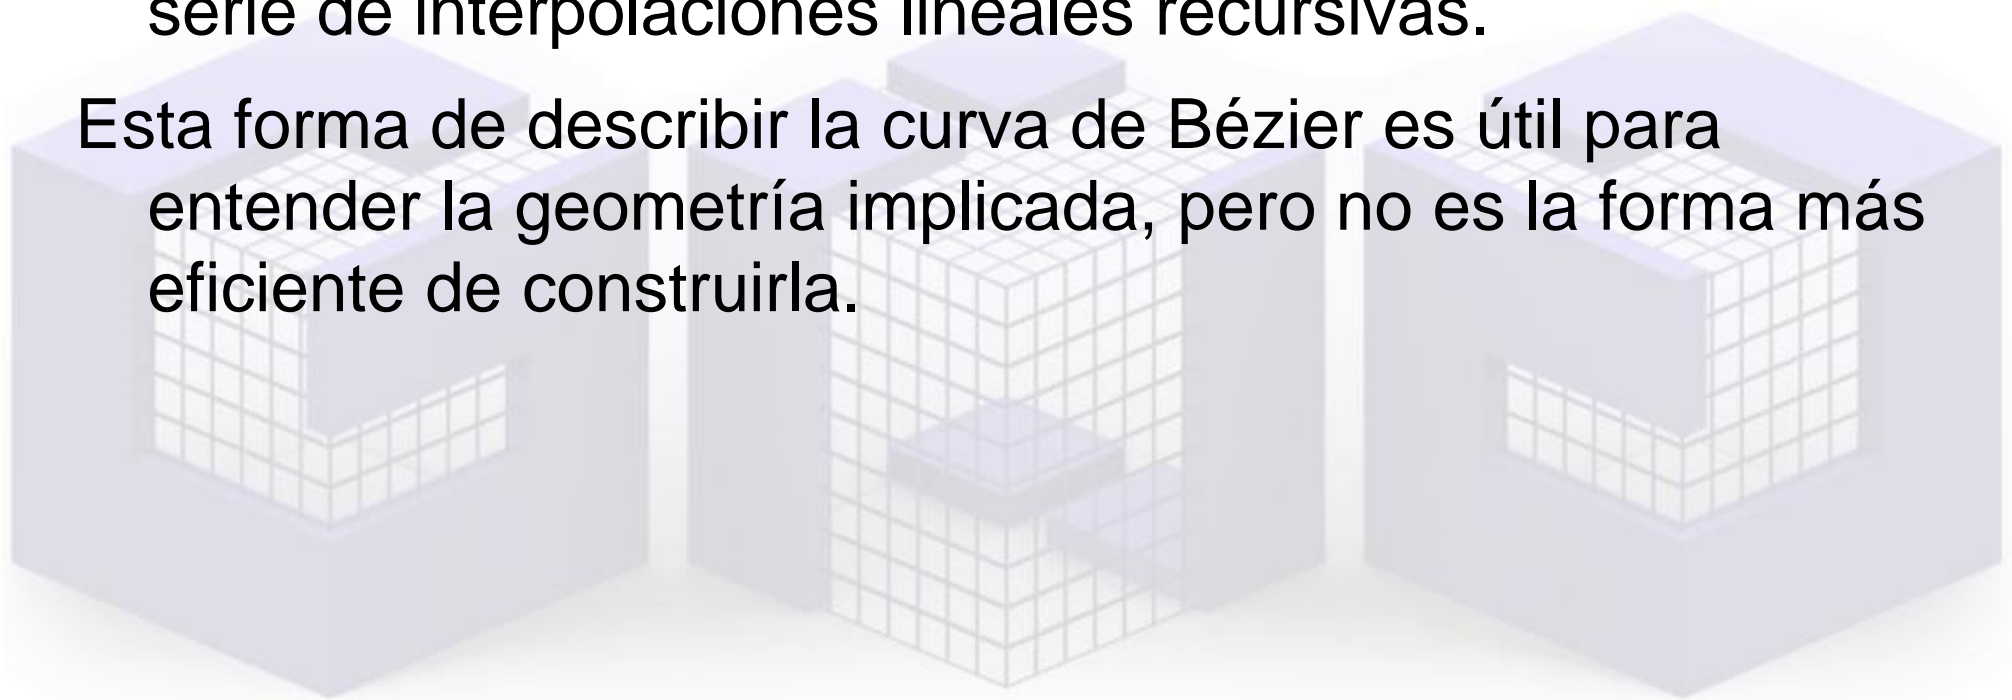 serie de interpolaciones lineales recursivas.
Esta forma de describir la curva de Bézier es útil para
entender la geometría implicada, pero no es la forma más
eficiente de construirla.